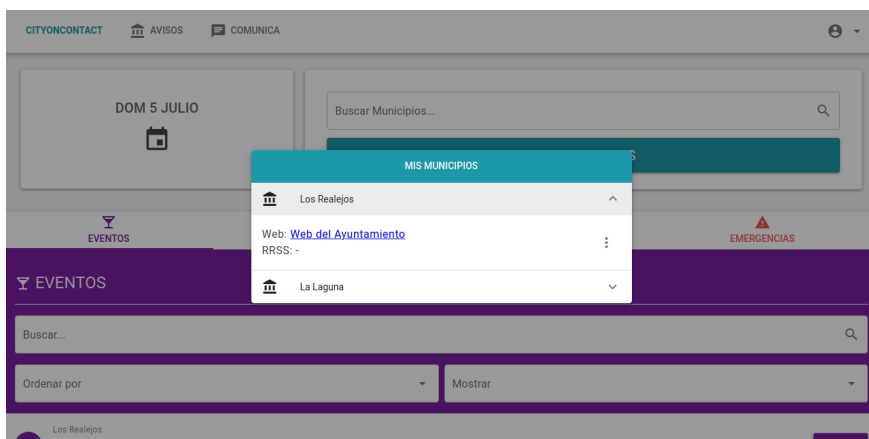 CITYONCONTACT AVISOS COMUNICA
DOM 5 JULIO
Buscar Municipios...
S
MIS MUNICIPIOS
Los Realejos
Web: Web del Ayuntamiento
RRSS: -
La Laguna
EVENTOS
EMERGENCIAS
EVENTOS
Buscar...
Ordenar por
Mostrar
Los Realejos